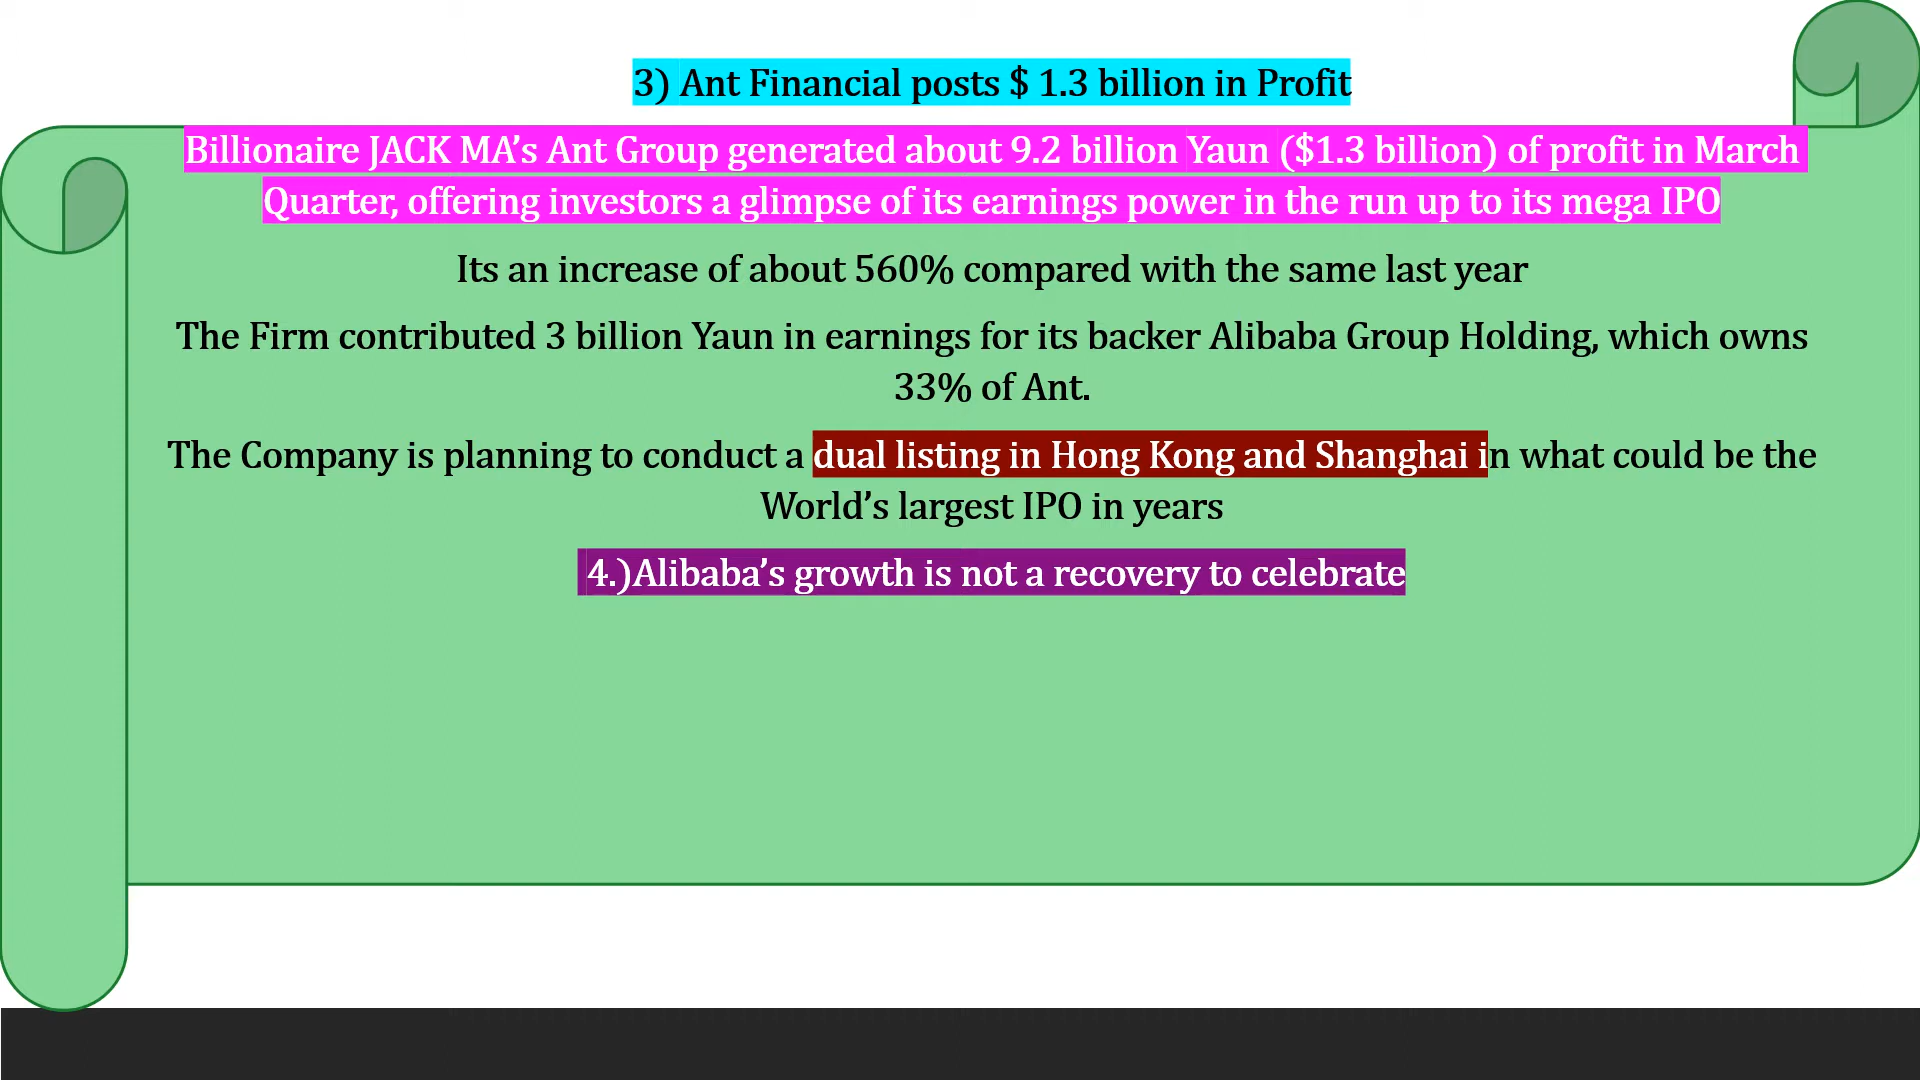 3) Ant Financial posts $ 1.3 billion in Profit
Billionaire JACK MA’s Ant Group generated about 9.2 billion Yaun ($1.3 billion) of profit in March
Quarter, offering investors a glimpse of its earnings power in the run up to its mega IPO
Its an increase of about 560% compared with the same last year
The Firm contributed 3 billion Yaun in earnings for its backer Alibaba Group Holding, which owns
33% of Ant.
The Company is planning to conduct a dual listing in Hong Kong and Shanghai in what could be the
World’s largest IPO in years
4.)Alibaba’s growth is not a recovery to celebrate